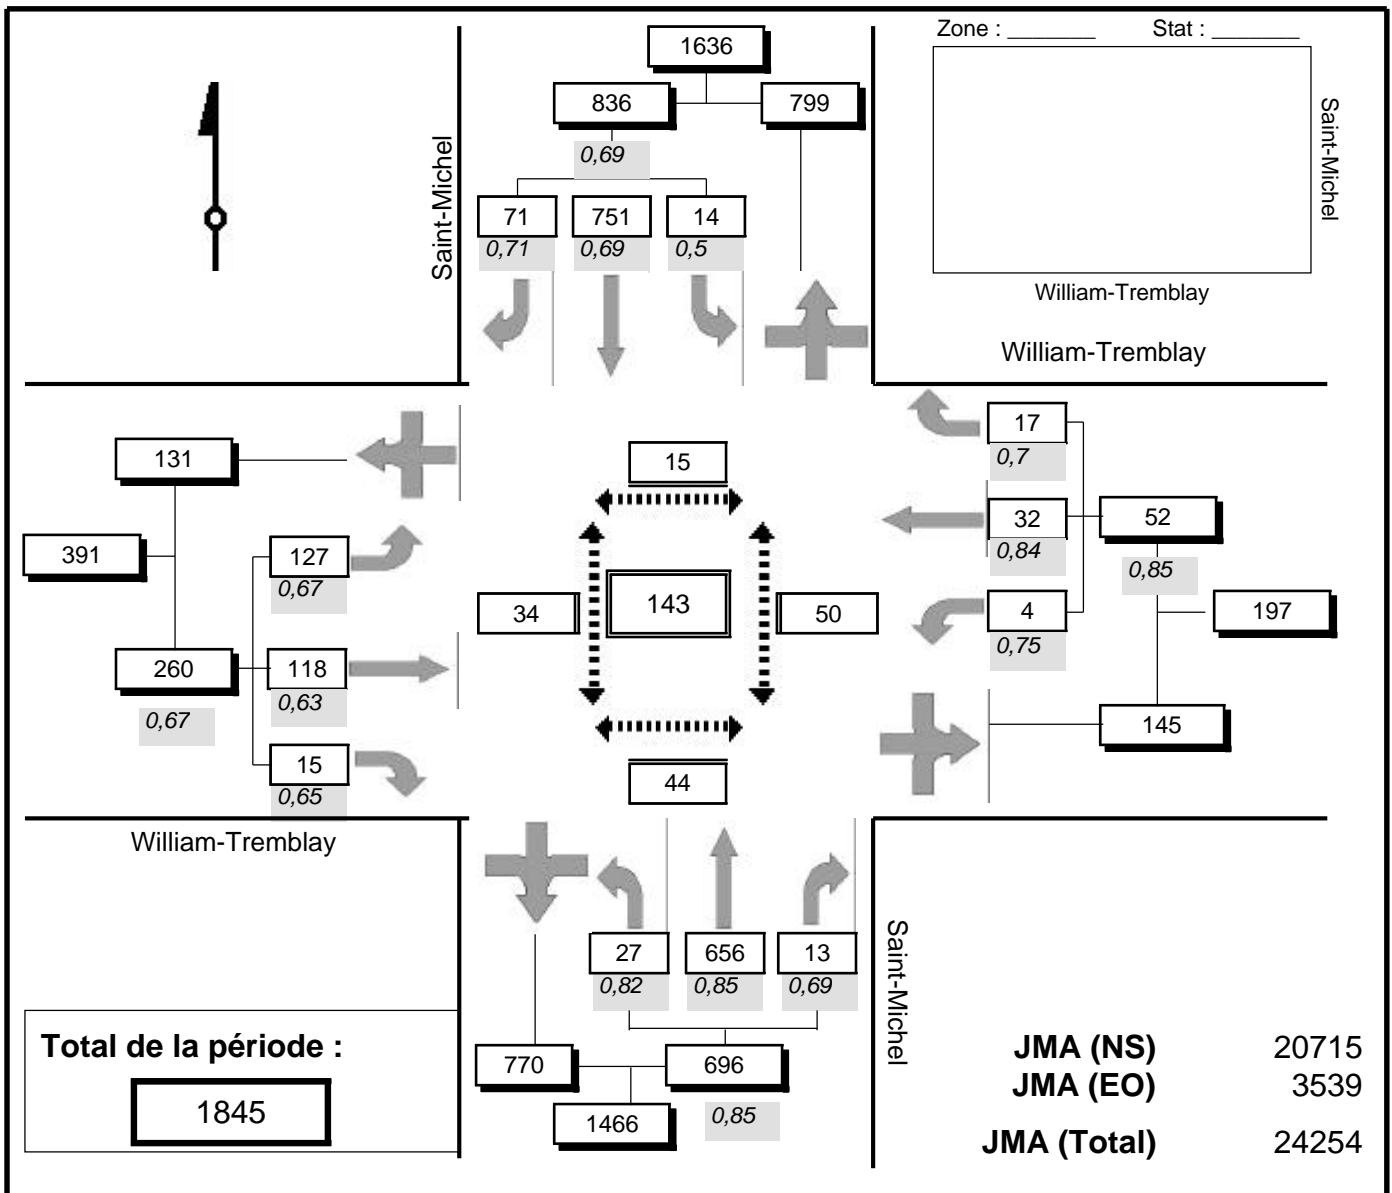 Zone : _______ Stat : _______
1636
836 799
0,69
Saint-Michel
Saint-Michel
71 751 14
0,71 0,69 0,5
William-Tremblay
William-Tremblay
17
0,7
131
15
32 52
0,84 0,85
391
127
0,67
34 143 50
4 197
0,75
260 118
0,67 0,63
145
15
0,65
44
William-Tremblay
27 656 13
0,82 0,85 0,69
Saint-Michel
Total de la période :
1845
770 696
0,85
1466
JMA (NS) 20715
JMA (EO) 3539
JMA (Total) 24254